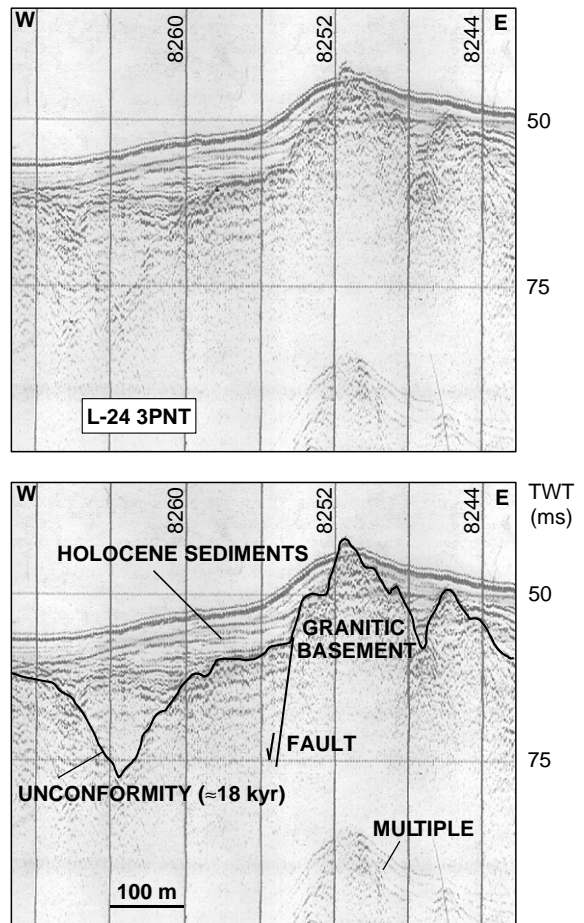 W
8260
8252
8244
E
50
75
L-24 3PNT
W
8260
8252
8244
E
TWT
(ms)
HOLOCENE SEDIMENTS
50
GRANITIC
BASEMENT
FAULT
75
UNCONFORMITY (≈18 kyr)
MULTIPLE
100 m